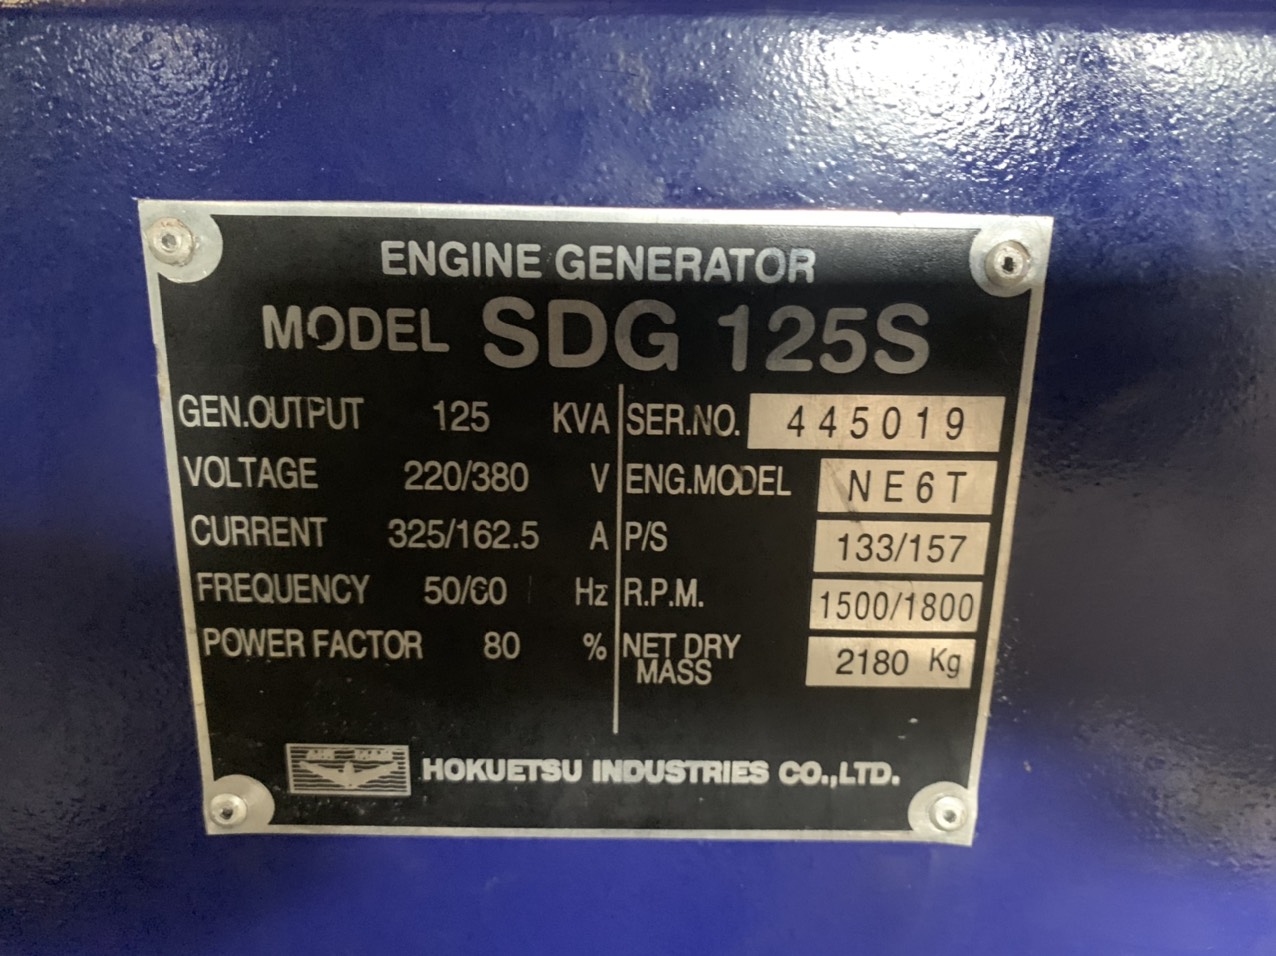 ENGINE GENERATOR
MODEL SDG 125S
GEN.OUTPUT 125 KVA
VOLTAGE 220/380 V
CURRENT 325/162.5 A
FREQUENCY 50/60 Hz
POWER FACTOR 80 %
SER.NO. 445019
ENG.MODEL NE6T
P/S 133/157
R.P.M. 1500/1800
NET DRY MASS 2180 Kg
HOKUETSU INDUSTRIES CO.,LTD.